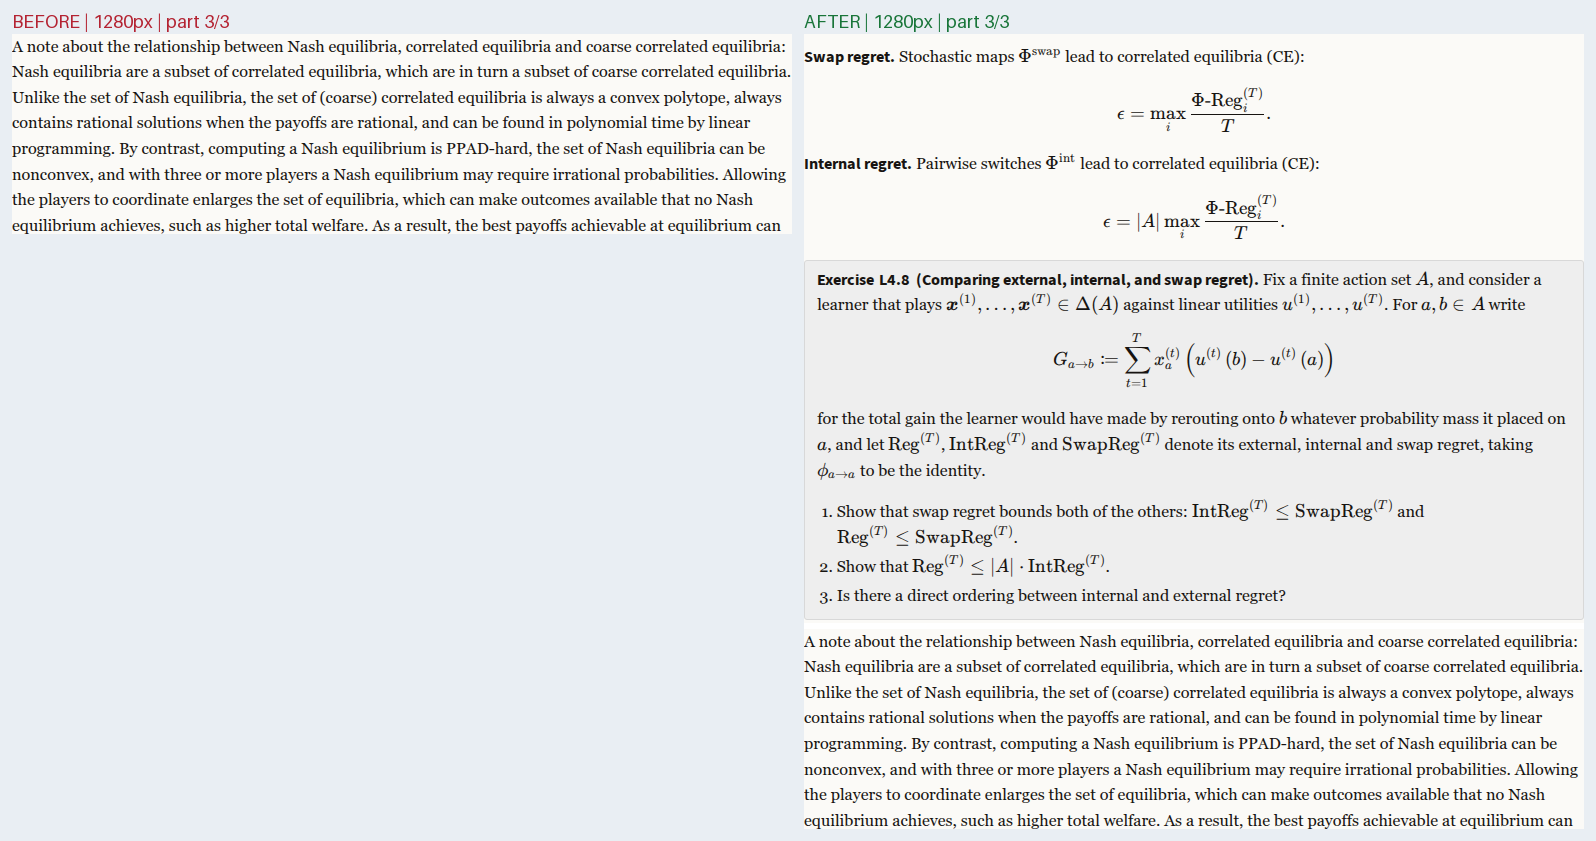 BEFORE | 1280px | part 3/3
A note about the relationship between Nash equilibria, correlated equilibria and coarse correlated equilibria:
Nash equilibria are a subset of correlated equilibria, which are in turn a subset of coarse correlated equilibria.
Unlike the set of Nash equilibria, the set of (coarse) correlated equilibria is always a convex polytope, always
contains rational solutions when the payoffs are rational, and can be found in polynomial time by linear
programming. By contrast, computing a Nash equilibrium is PPAD-hard, the set of Nash equilibria can be
nonconvex, and with three or more players a Nash equilibrium may require irrational probabilities. Allowing
the players to coordinate enlarges the set of equilibria, which can make outcomes available that no Nash
equilibrium achieves, such as higher total welfare. As a result, the best payoffs achievable at equilibrium can
AFTER | 1280px | part 3/3
Swap regret. Stochastic maps Φ^swap lead to correlated equilibria (CE):
ϵ = max_i Φ-Reg_i^(T) / T.
Internal regret. Pairwise switches Φ^int lead to correlated equilibria (CE):
ϵ = |A| max_i Φ-Reg_i^(T) / T.
Exercise L4.8 (Comparing external, internal, and swap regret). Fix a finite action set A, and consider a
learner that plays x^(1), …, x^(T) ∈ Δ(A) against linear utilities u^(1), …, u^(T). For a, b ∈ A write
G_{a→b} := ∑_{t=1}^{T} x_a^(t) (u^(t) (b) − u^(t) (a))
for the total gain the learner would have made by rerouting onto b whatever probability mass it placed on
a, and let Reg^(T), IntReg^(T) and SwapReg^(T) denote its external, internal and swap regret, taking
ϕ_{a→a} to be the identity.
1. Show that swap regret bounds both of the others: IntReg^(T) ≤ SwapReg^(T) and
Reg^(T) ≤ SwapReg^(T).
2. Show that Reg^(T) ≤ |A| · IntReg^(T).
3. Is there a direct ordering between internal and external regret?
A note about the relationship between Nash equilibria, correlated equilibria and coarse correlated equilibria:
Nash equilibria are a subset of correlated equilibria, which are in turn a subset of coarse correlated equilibria.
Unlike the set of Nash equilibria, the set of (coarse) correlated equilibria is always a convex polytope, always
contains rational solutions when the payoffs are rational, and can be found in polynomial time by linear
programming. By contrast, computing a Nash equilibrium is PPAD-hard, the set of Nash equilibria can be
nonconvex, and with three or more players a Nash equilibrium may require irrational probabilities. Allowing
the players to coordinate enlarges the set of equilibria, which can make outcomes available that no Nash
equilibrium achieves, such as higher total welfare. As a result, the best payoffs achievable at equilibrium can